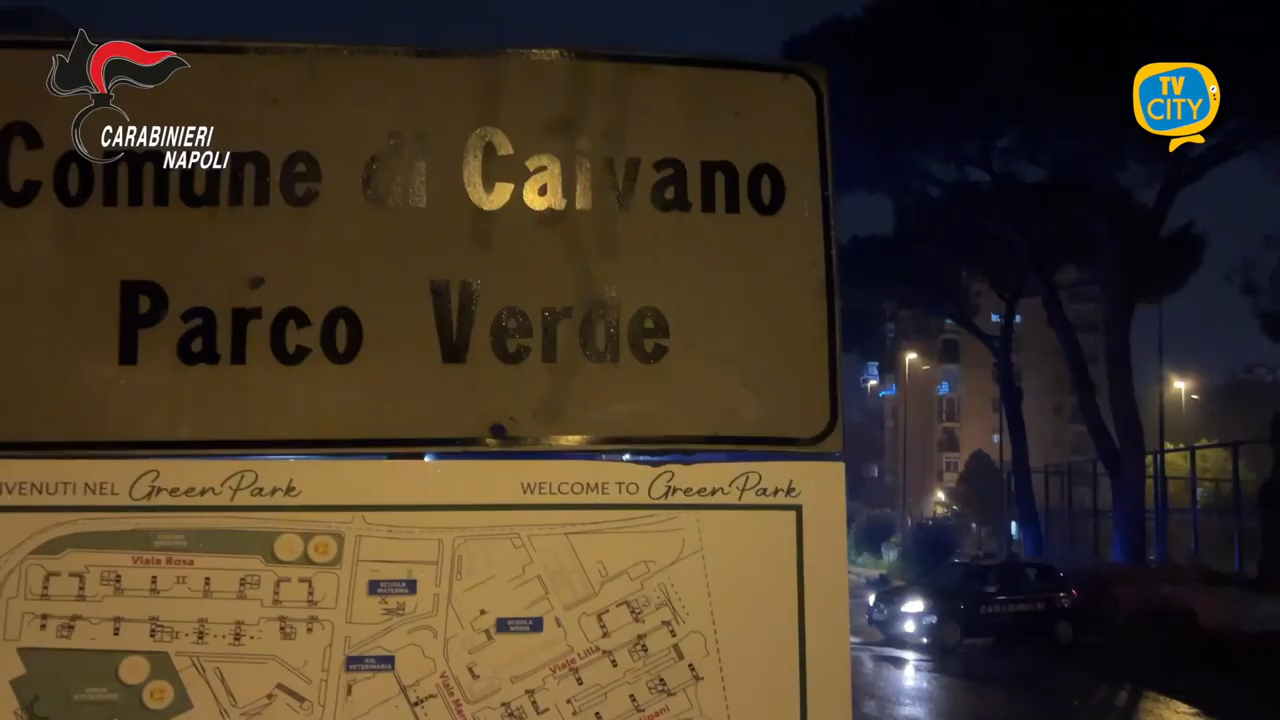 CARABINIERI
NAPOLI
TV
CITY
Comune di Caivano
Parco Verde
VENUTI NEL Green Park
WELCOME TO Green Park
Viale Rosa
SCUOLA
MATERNA
SCUOLA
MEDIA
ASL
VETERINARIA
Viale Lilla
Viale
CARABINIERI